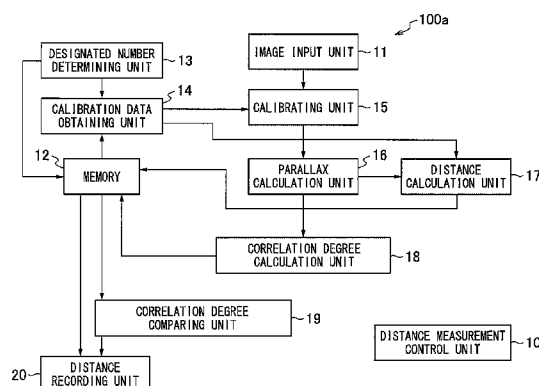 100a
DESIGNATED NUMBER
DETERMINING UNIT
13
IMAGE INPUT UNIT
11
14
CALIBRATION DATA
OBTAINING UNIT
CALIBRATING UNIT
15
12
MEMORY
16
PARALLAX
CALCULATION UNIT
DISTANCE
CALCULATION UNIT
17
CORRELATION DEGREE
CALCULATION UNIT
18
CORRELATION DEGREE
COMPARING UNIT
19
DISTANCE MEASUREMENT
CONTROL UNIT
10
20
DISTANCE
RECORDING UNIT